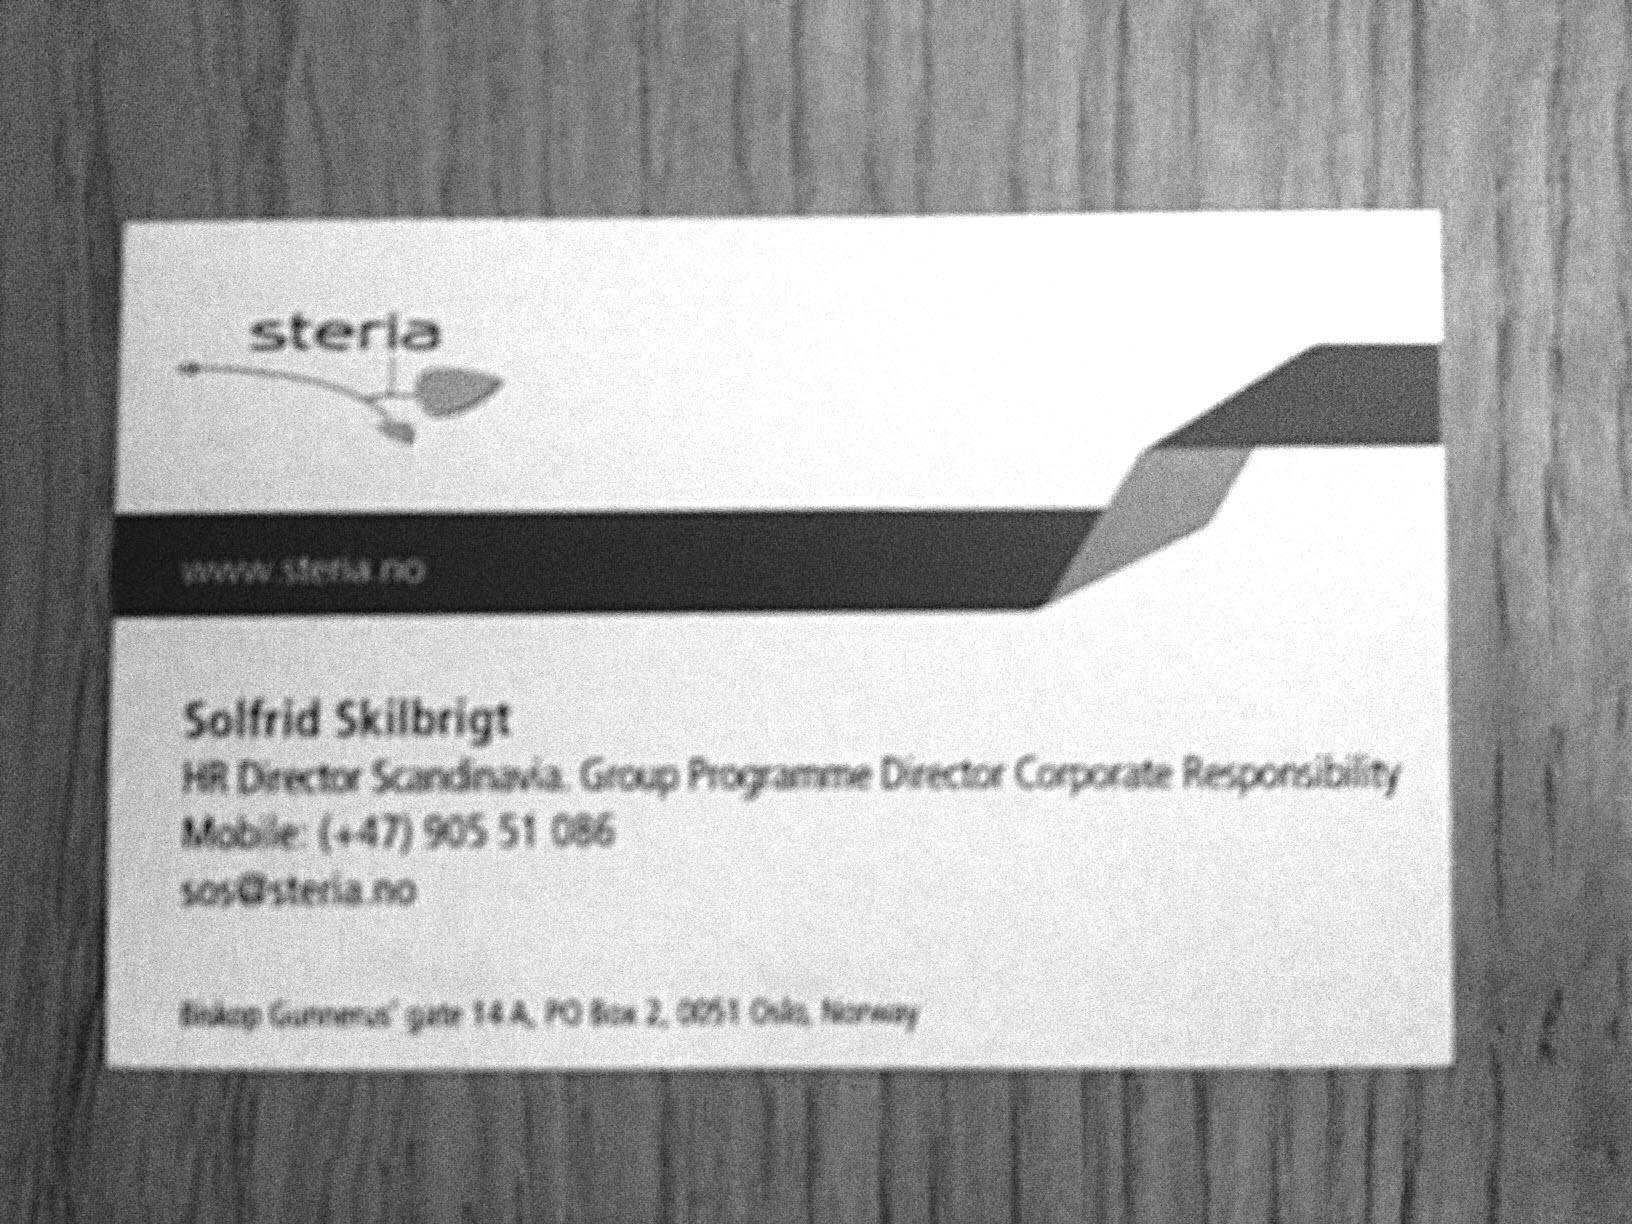 steria
www.steria.no
Solfrid Skilbrigt
HR Director Scandinavia. Group Programme Director Corporate Responsibility
Mobile: (+47) 905 51 086
sos@steria.no
Biskop Gunnerus' gate 14 A, PO Box 2, 0051 Oslo, Norway